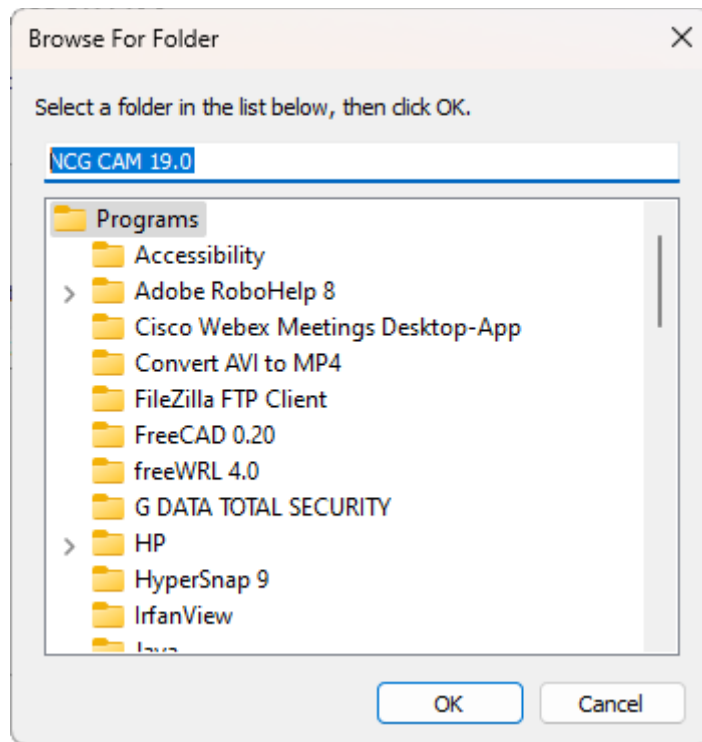 Browse For Folder
Select a folder in the list below, then click OK.
NCG CAM 19.0
Programs
Accessibility
Adobe RoboHelp 8
Cisco Webex Meetings Desktop-App
Convert AVI to MP4
FileZilla FTP Client
FreeCAD 0.20
freeWRL 4.0
G DATA TOTAL SECURITY
HP
HyperSnap 9
IrfanView
Java
OK Cancel